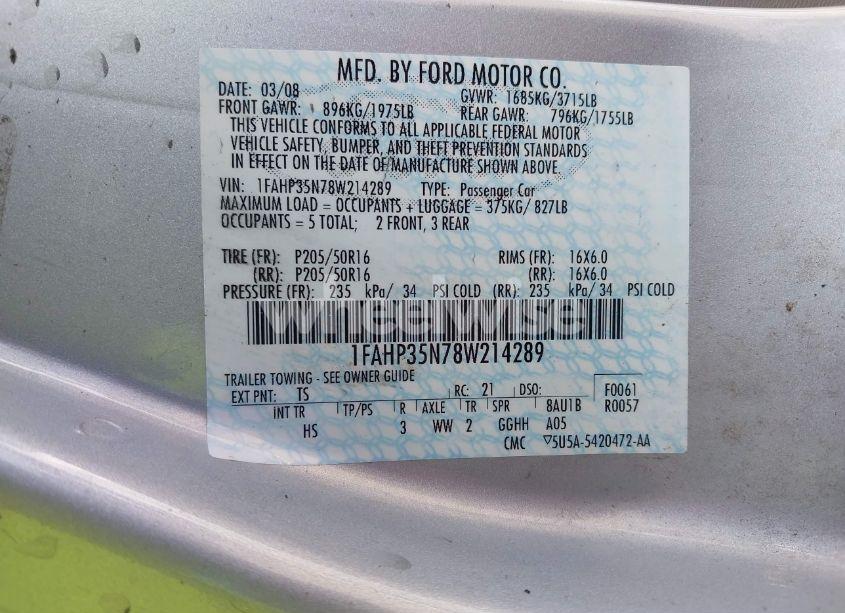 MFD. BY FORD MOTOR CO.
DATE: 03/08 GVWR: 1685KG/3715LB
FRONT GAWR: 896KG/1975LB REAR GAWR: 796KG/1755LB
THIS VEHICLE CONFORMS TO ALL APPLICABLE FEDERAL MOTOR
VEHICLE SAFETY, BUMPER, AND THEFT PREVENTION STANDARDS
IN EFFECT ON THE DATE OF MANUFACTURE SHOWN ABOVE.
VIN: 1FAHP35N78W214289 TYPE: Passenger Car
MAXIMUM LOAD = OCCUPANTS + LUGGAGE = 375KG/ 827LB
OCCUPANTS = 5 TOTAL; 2 FRONT, 3 REAR
TIRE (FR): P205/50R16 RIMS (FR): 16X6.0
(RR): P205/50R16 (RR): 16X6.0
PRESSURE (FR): 235 kPa/ 34 PSI COLD (RR): 235 kPa/ 34 PSI COLD
1FAHP35N78W214289
TRAILER TOWING - SEE OWNER GUIDE
EXT PNT: TS RC: 21 DSO: F0061
INT TR TP/PS R AXLE TR SPR 8AU1B R0057
HS 3 WW 2 GGHH A05
CMC ▽5U5A-5420472-AA